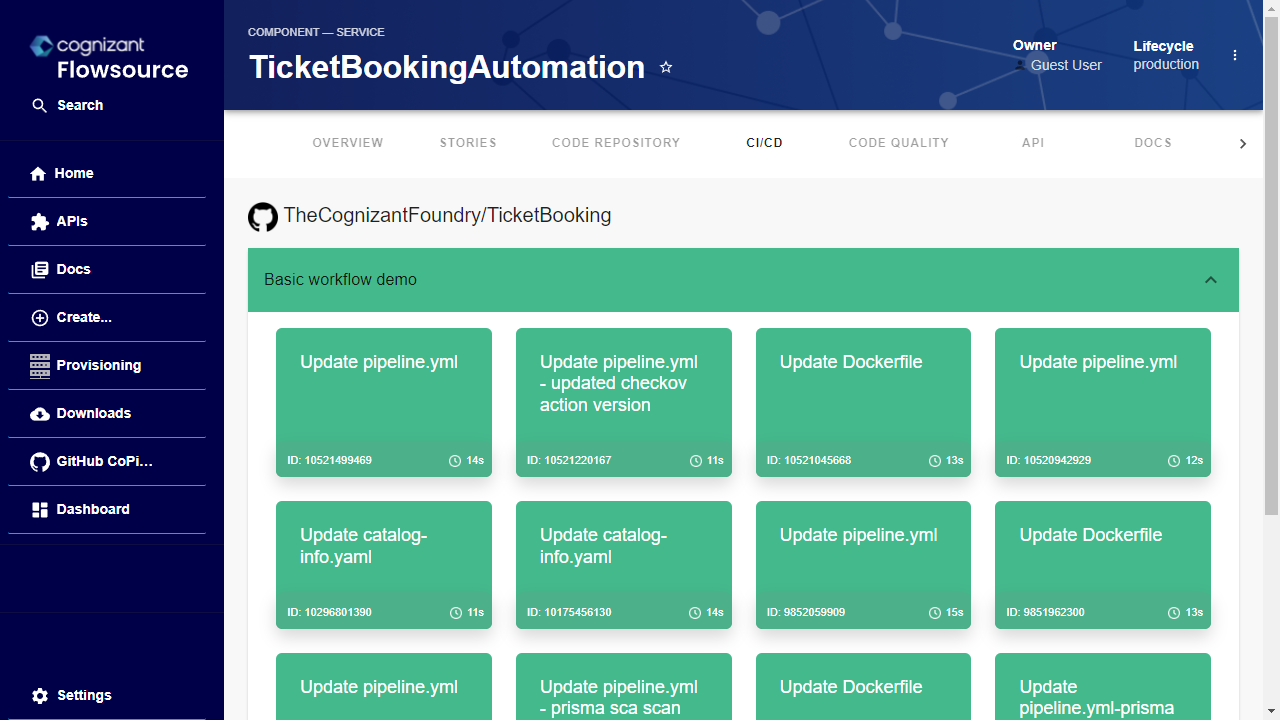 cognizant
Flowsource
Search
Home
APIs
Docs
Create...
Provisioning
Downloads
GitHub CoPi...
Dashboard
Settings
COMPONENT — SERVICE
TicketBookingAutomation
Owner
Guest User
Lifecycle
production
OVERVIEW
STORIES
CODE REPOSITORY
CI/CD
CODE QUALITY
API
DOCS
TheCognizantFoundry/TicketBooking
Basic workflow demo
Update pipeline.yml
ID: 10521499469
14s
Update pipeline.yml
- updated checkov
action version
ID: 10521220167
11s
Update Dockerfile
ID: 10521045668
13s
Update pipeline.yml
ID: 10520942929
12s
Update catalog-
info.yaml
ID: 10296801390
11s
Update catalog-
info.yaml
ID: 10175456130
14s
Update pipeline.yml
ID: 9852059909
15s
Update Dockerfile
ID: 9851962300
13s
Update pipeline.yml
Update pipeline.yml
- prisma sca scan
Update Dockerfile
Update
pipeline.yml-prisma